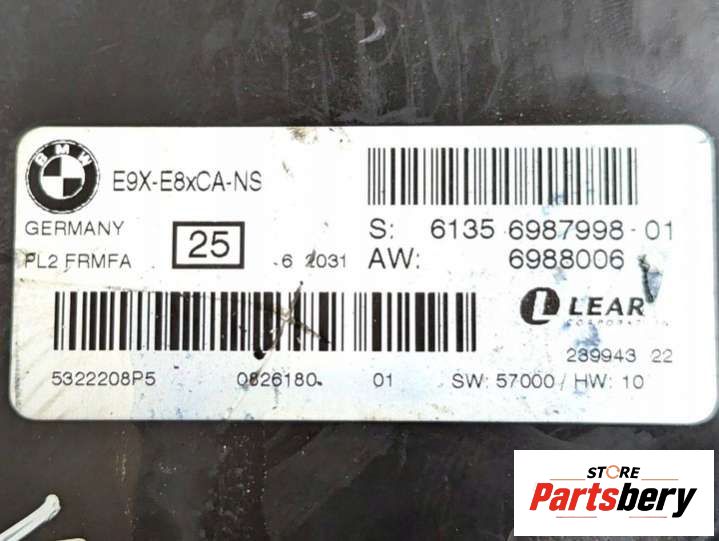 BMW
E9X-E8xCA-NS
GERMANY
PL2 FRMFA
25
6 2031
S: 6135 6987998-01
AW: 6988006
LEAR
CORPORATION
239943 22
5322208P5 0826180 01 SW: 57000 / HW: 10
STORE
Partsbery